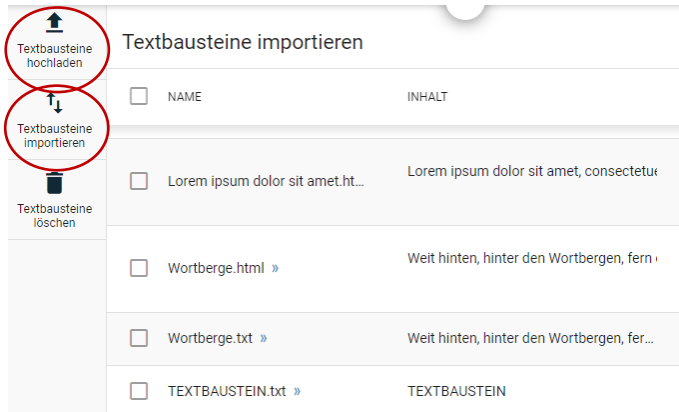 Textbausteine
hochladen
Textbausteine
importieren
Textbausteine
löschen
Textbausteine importieren
NAME INHALT
Lorem ipsum dolor sit amet.ht... Lorem ipsum dolor sit amet,
Wortberge.html » Weit hinten, hinter den Wortbergen, fern
Wortberge.txt » Weit hinten, hinter den Wortbergen, fer...
TEXTBAUSTEIN.txt » TEXTBAUSTEIN